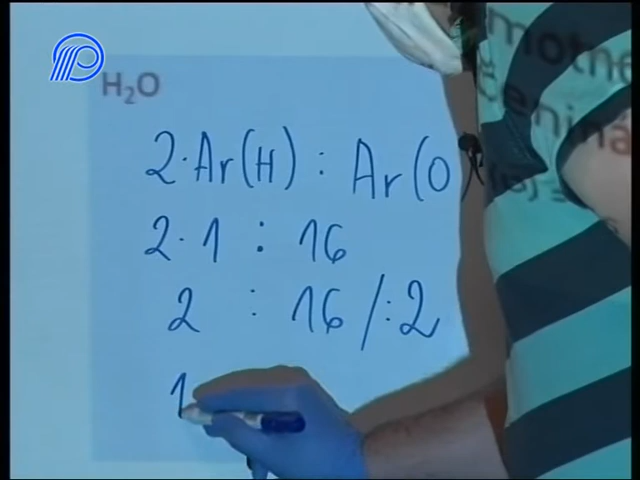 H₂O
2·Ar(H) : Ar(O)
2·1 : 16
2 : 16 /:2
1